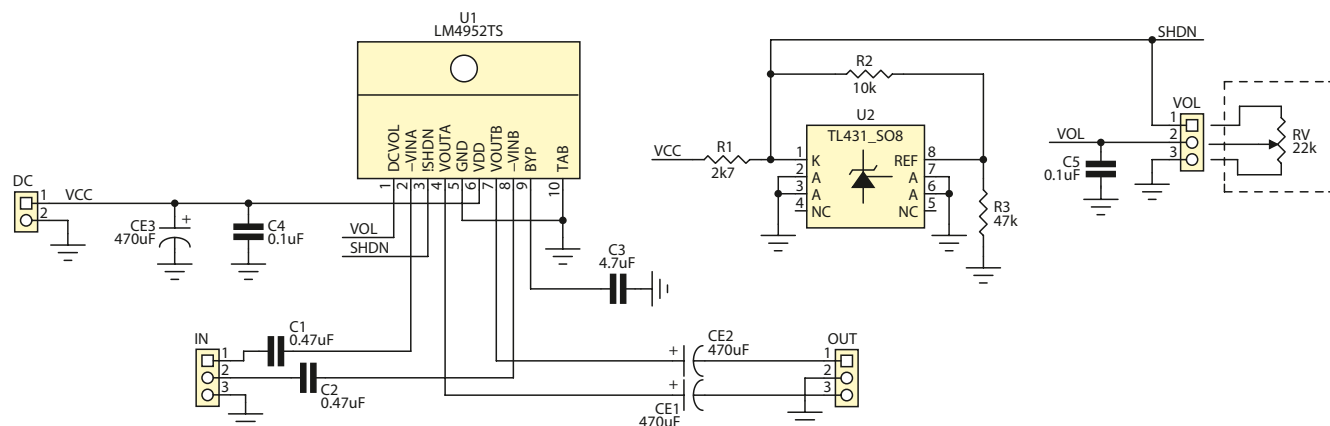 U1
LM4952TS
DCVOL
–VINA
!SHDN
VOUTA
GND
VDD
VOUTB
–VINB
BYP
TAB
1
2
3
4
5
6
7
8
9
10
DC
1
2
VCC
CE3
470uF
+
C4
0.1uF
VOL
SHDN
C3
4.7uF
IN
1
2
3
C1
0.47uF
C2
0.47uF
+
CE2
470uF
+
CE1
470uF
OUT
1
2
3
SHDN
R2
10k
U2
TL431_SO8
VCC
R1
2k7
1
2
3
4
K
A
A
NC
REF
A
A
NC
8
7
6
5
R3
47k
VOL
C5
0.1uF
VOL
1
2
3
RV
22k